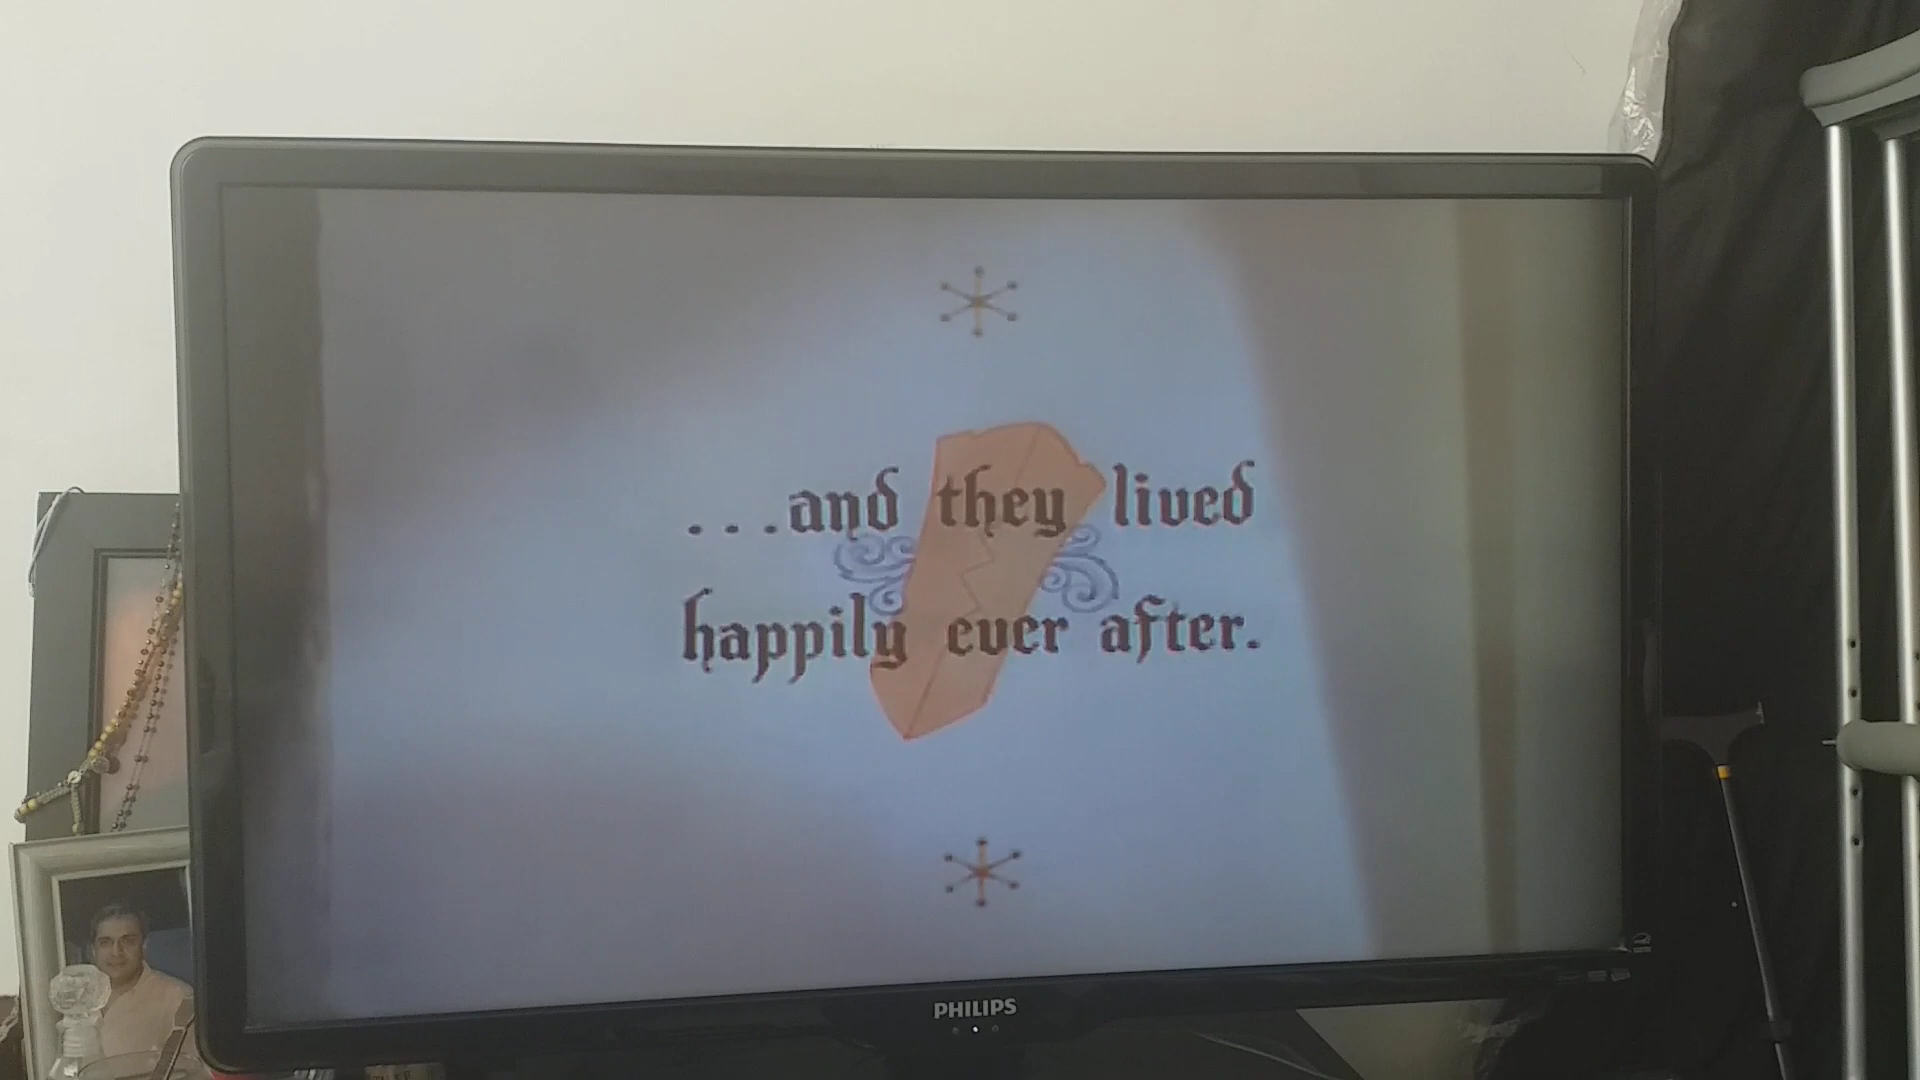 ...and they lived
happily ever after.
PHILIPS